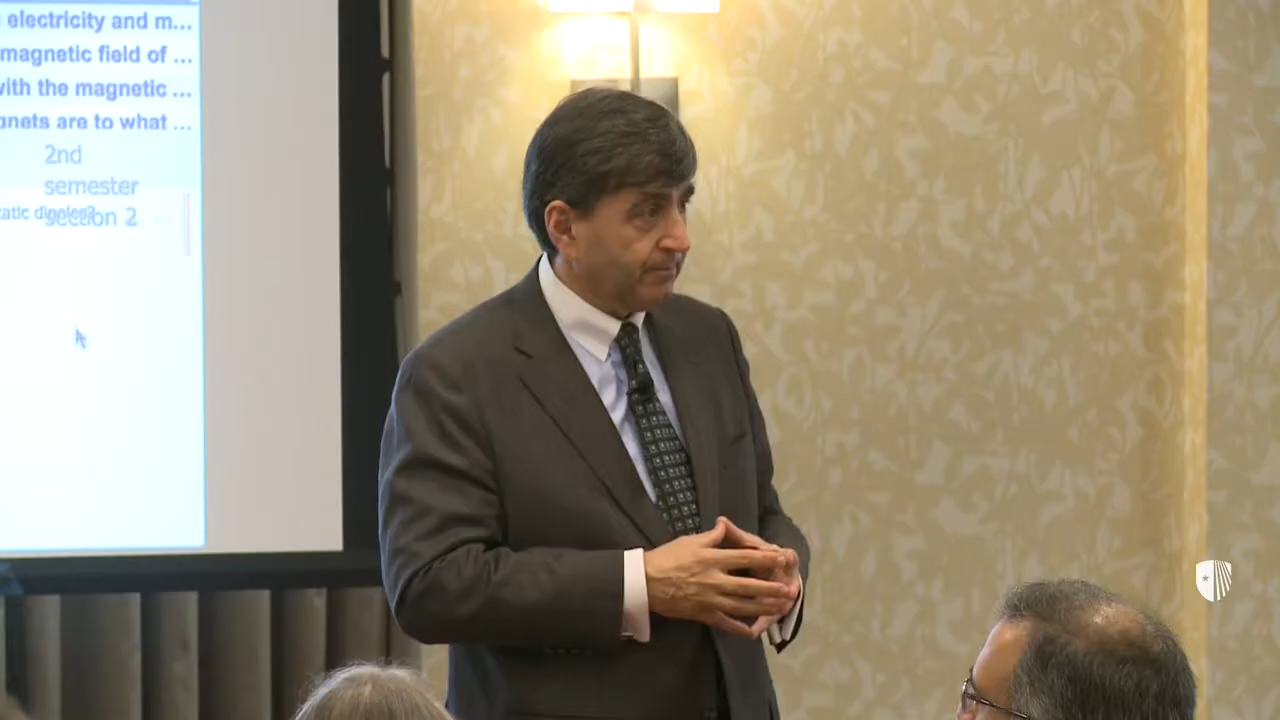 electricity and m...
magnetic field of ...
with the magnetic ...
gnets are to what ...
2nd
semester
section 2